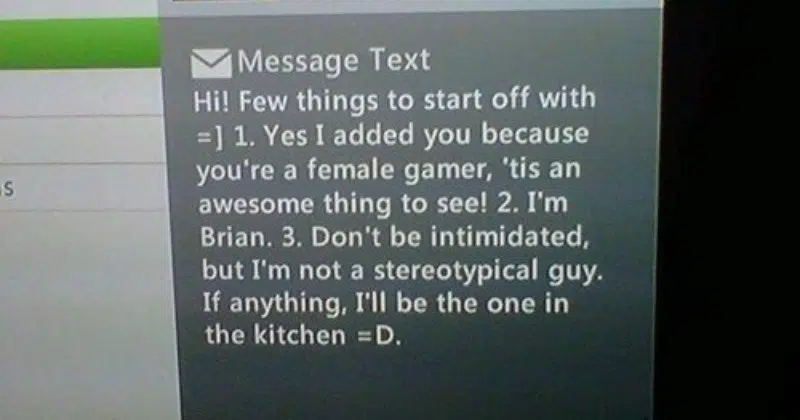 Message Text
Hi! Few things to start off with
=] 1. Yes I added you because
you're a female gamer, 'tis an
awesome thing to see! 2. I'm
Brian. 3. Don't be intimidated,
but I'm not a stereotypical guy.
If anything, I'll be the one in
the kitchen =D.